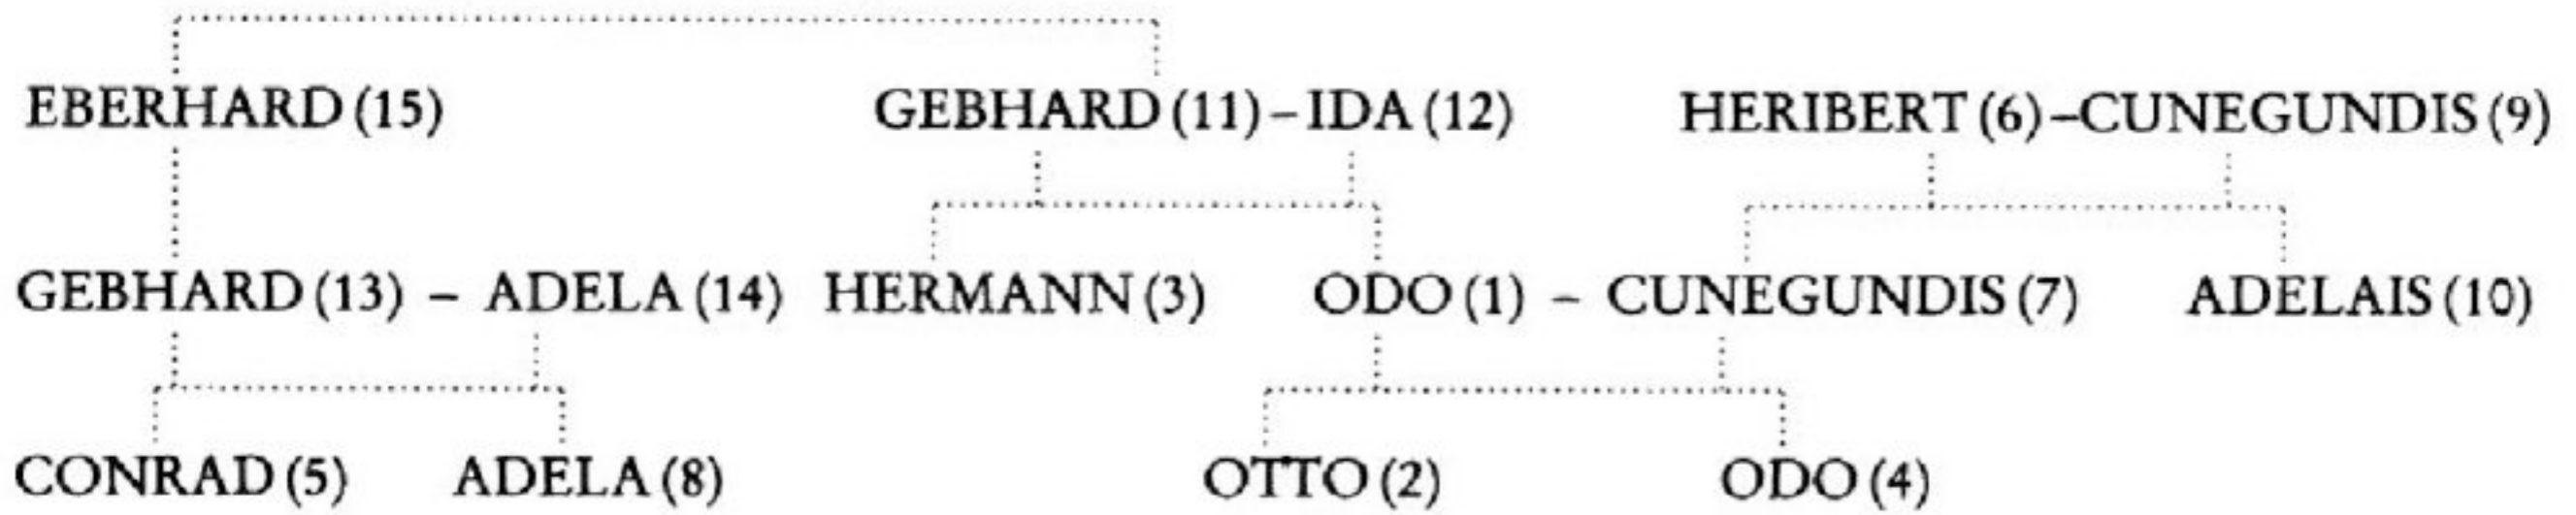 EBERHARD (15) GEBHARD (11) – IDA (12) HERIBERT (6) –CUNEGUNDIS (9)
GEBHARD (13) – ADELA (14) HERMANN (3) ODO (1) – CUNEGUNDIS (7) ADELAIS (10)
CONRAD (5) ADELA (8) OTTO (2) ODO (4)